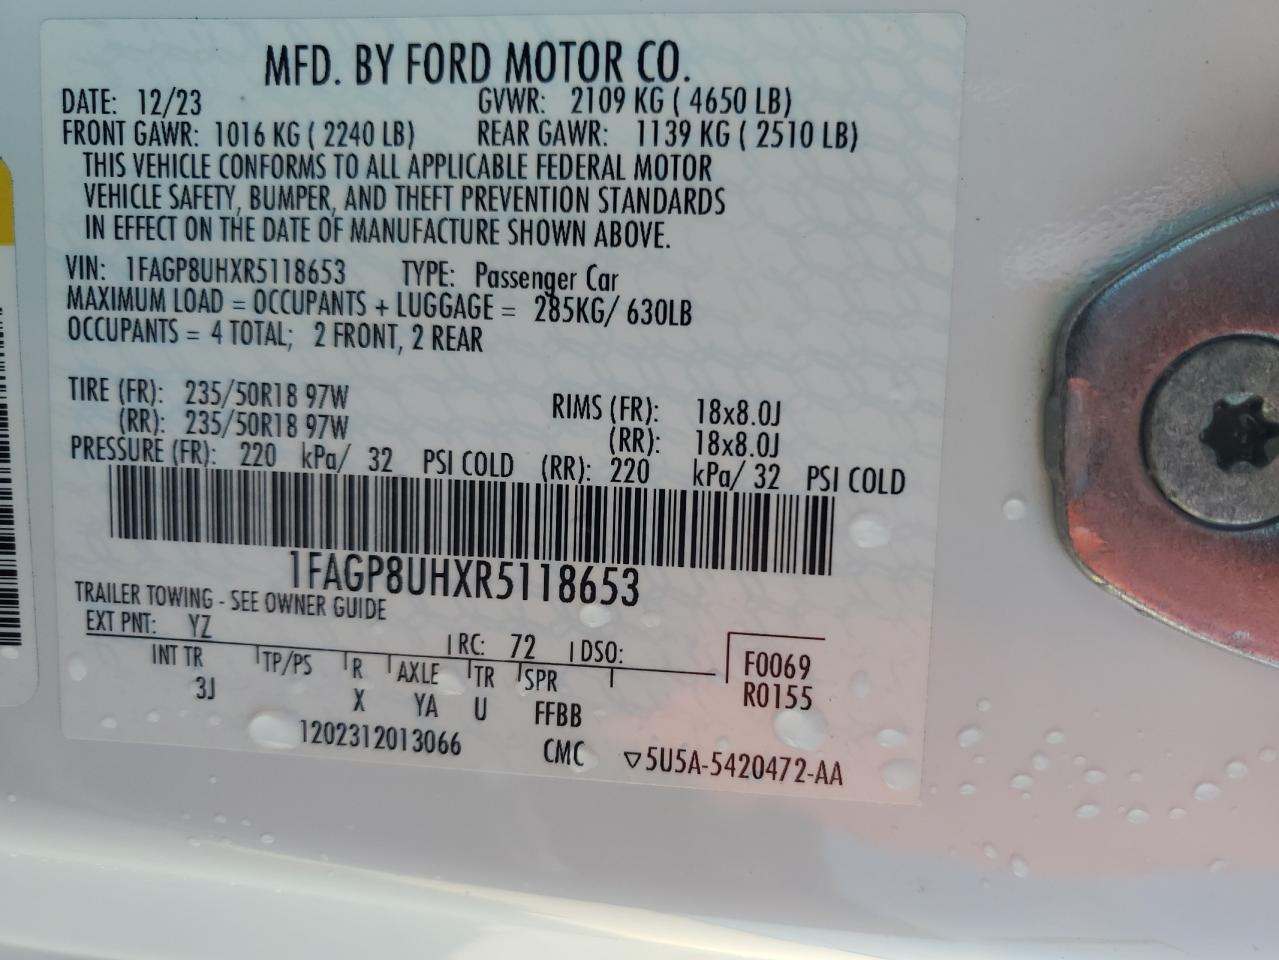 MFD. BY FORD MOTOR CO.
DATE: 12/23 GVWR: 2109 KG ( 4650 LB)
FRONT GAWR: 1016 KG ( 2240 LB) REAR GAWR: 1139 KG ( 2510 LB)
THIS VEHICLE CONFORMS TO ALL APPLICABLE FEDERAL MOTOR
VEHICLE SAFETY, BUMPER, AND THEFT PREVENTION STANDARDS
IN EFFECT ON THE DATE OF MANUFACTURE SHOWN ABOVE.
VIN: 1FAGP8UHXR5118653 TYPE: Passenger Car
MAXIMUM LOAD = OCCUPANTS + LUGGAGE = 285KG/ 630LB
OCCUPANTS = 4 TOTAL; 2 FRONT, 2 REAR
TIRE (FR): 235/50R18 97W RIMS (FR): 18x8.0J
(RR): 235/50R18 97W (RR): 18x8.0J
PRESSURE (FR): 220 kPa/ 32 PSI COLD (RR): 220 kPa/ 32 PSI COLD
1FAGP8UHXR5118653
TRAILER TOWING - SEE OWNER GUIDE
EXT PNT: YZ RC: 72 DSO:
INT TR TP/PS R AXLE TR SPR F0069
3J X YA U FFBB R0155
1202312013066 CMC ▽5U5A-5420472-AA